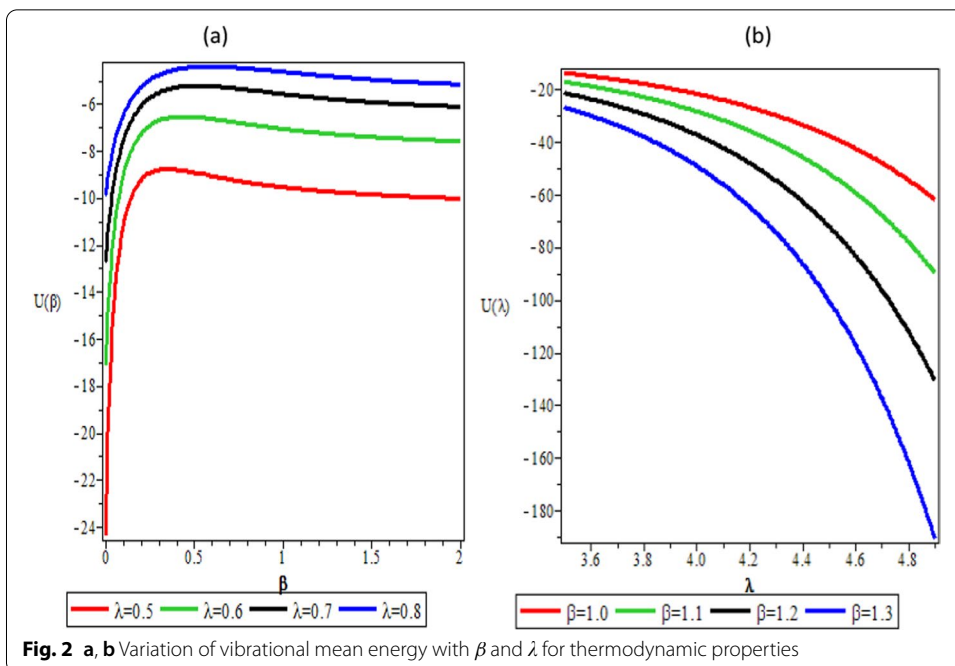 (a)
(b)
-6
-8
-10
-12
-14
-16
-18
-20
-22
-24
U(β)
0 0.5 1 1.5 2
β
-20
-40
-60
-80
-100
-120
-140
-160
-180
U(λ)
3.6 3.8 4.0 4.2 4.4 4.6 4.8
λ
λ=0.5 λ=0.6 λ=0.7 λ=0.8
β=1.0 β=1.1 β=1.2 β=1.3
Fig. 2 a, b Variation of vibrational mean energy with β and λ for thermodynamic properties